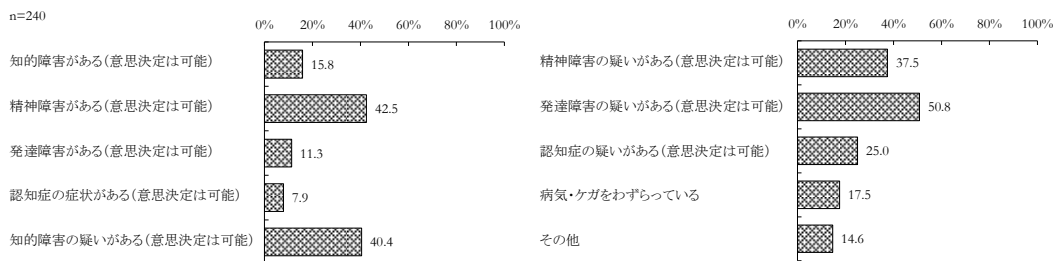 n=240
0% 20% 40% 60% 80% 100%
知的障害がある(意思決定は可能) 15.8
精神障害がある(意思決定は可能) 42.5
発達障害がある(意思決定は可能) 11.3
認知症の症状がある(意思決定は可能) 7.9
知的障害の疑いがある(意思決定は可能) 40.4
0% 20% 40% 60% 80% 100%
精神障害の疑いがある(意思決定は可能) 37.5
発達障害の疑いがある(意思決定は可能) 50.8
認知症の疑いがある(意思決定は可能) 25.0
病気・ケガをわずらっている 17.5
その他 14.6